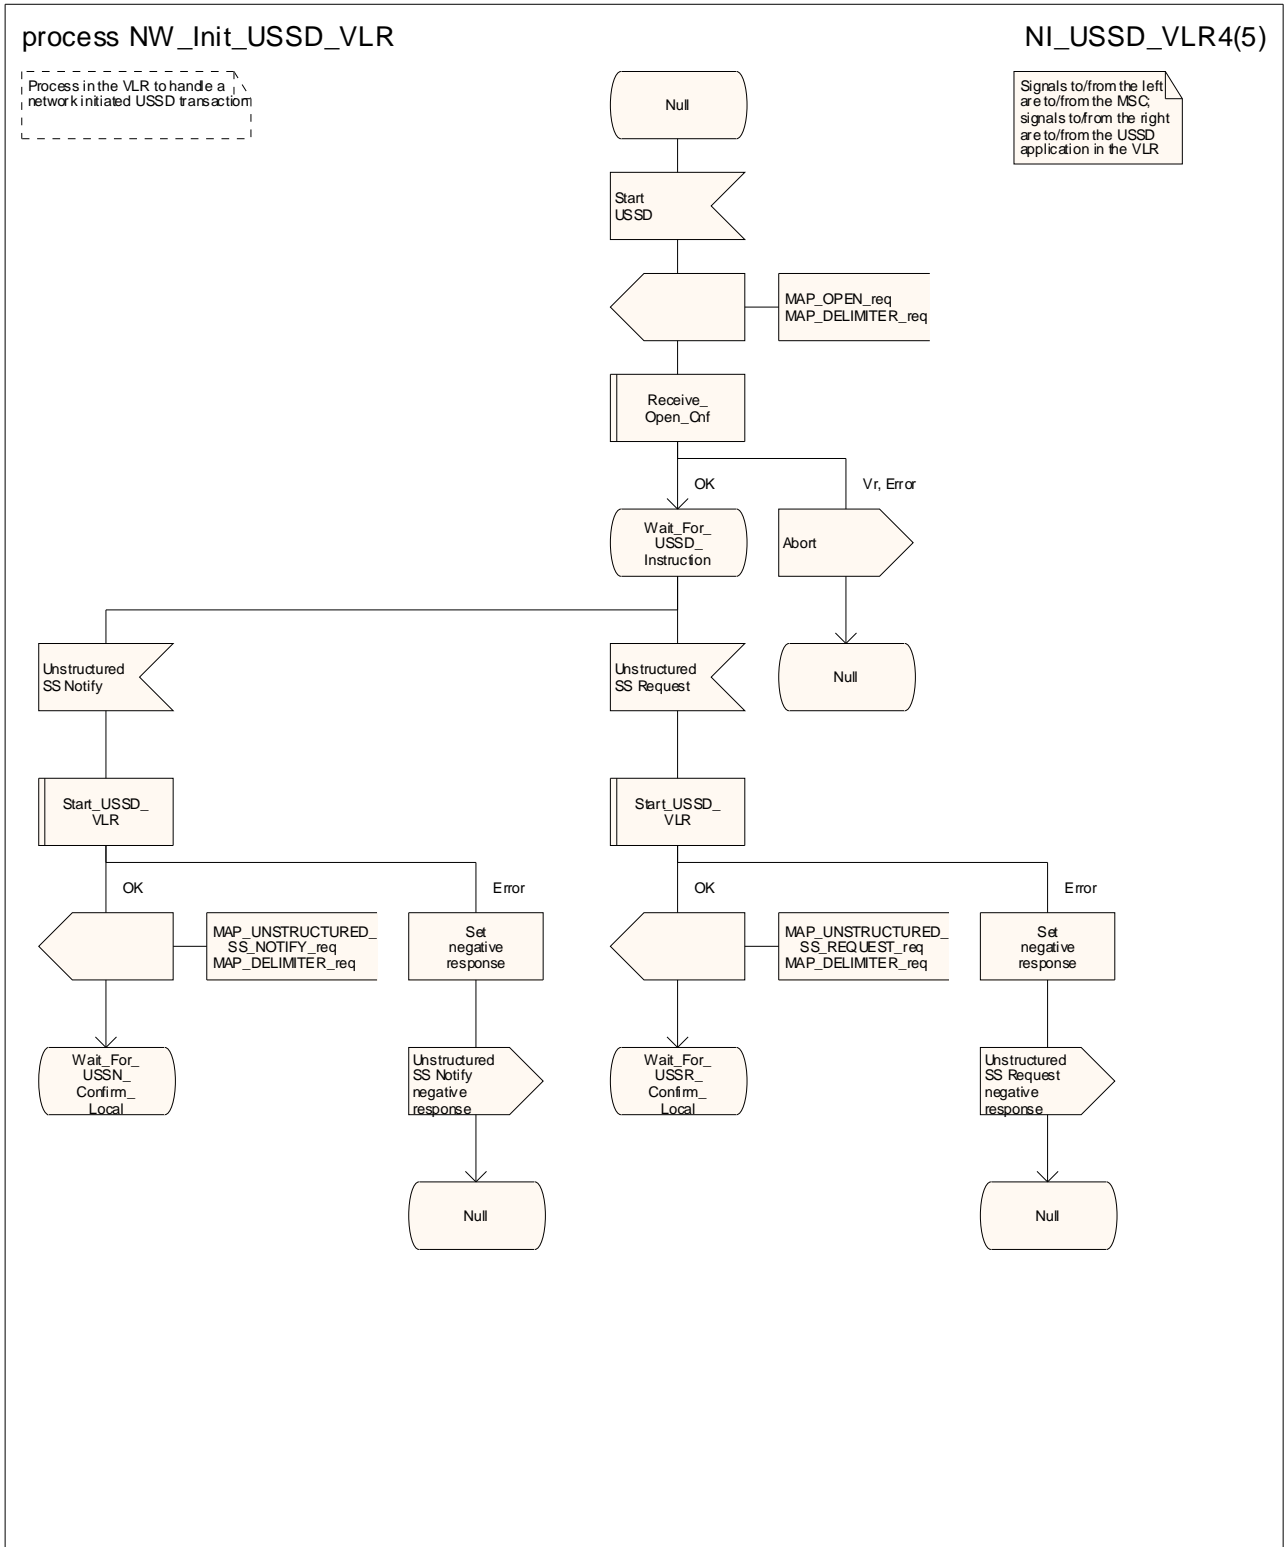 process NW_Init_USSD_VLR
NI_USSD_VLR4(5)
Process in the VLR to handle a
network initiated USSD transaction
Signals to/from the left
are to/from the MSC;
signals to/from the right
are to/from the USSD
application in the VLR
Null
Start
USSD
MAP_OPEN_req
MAP_DELIMITER_req
Receive_
Open_Cnf
OK
Vr, Error
Wait_For_
USSD_
Instruction
Abort
Unstructured
SS Notify
Unstructured
SS Request
Null
Start_USSD_
VLR
Start_USSD_
VLR
OK
Error
OK
Error
MAP_UNSTRUCTURED_
SS_NOTIFY_req
MAP_DELIMITER_req
Set
negative
response
MAP_UNSTRUCTURED_
SS_REQUEST_req
MAP_DELIMITER_req
Set
negative
response
Wait_For_
USSN_
Confirm_
Local
Unstructured
SS Notify
negative
response
Wait_For_
USSR_
Confirm_
Local
Unstructured
SS Request
negative
response
Null
Null